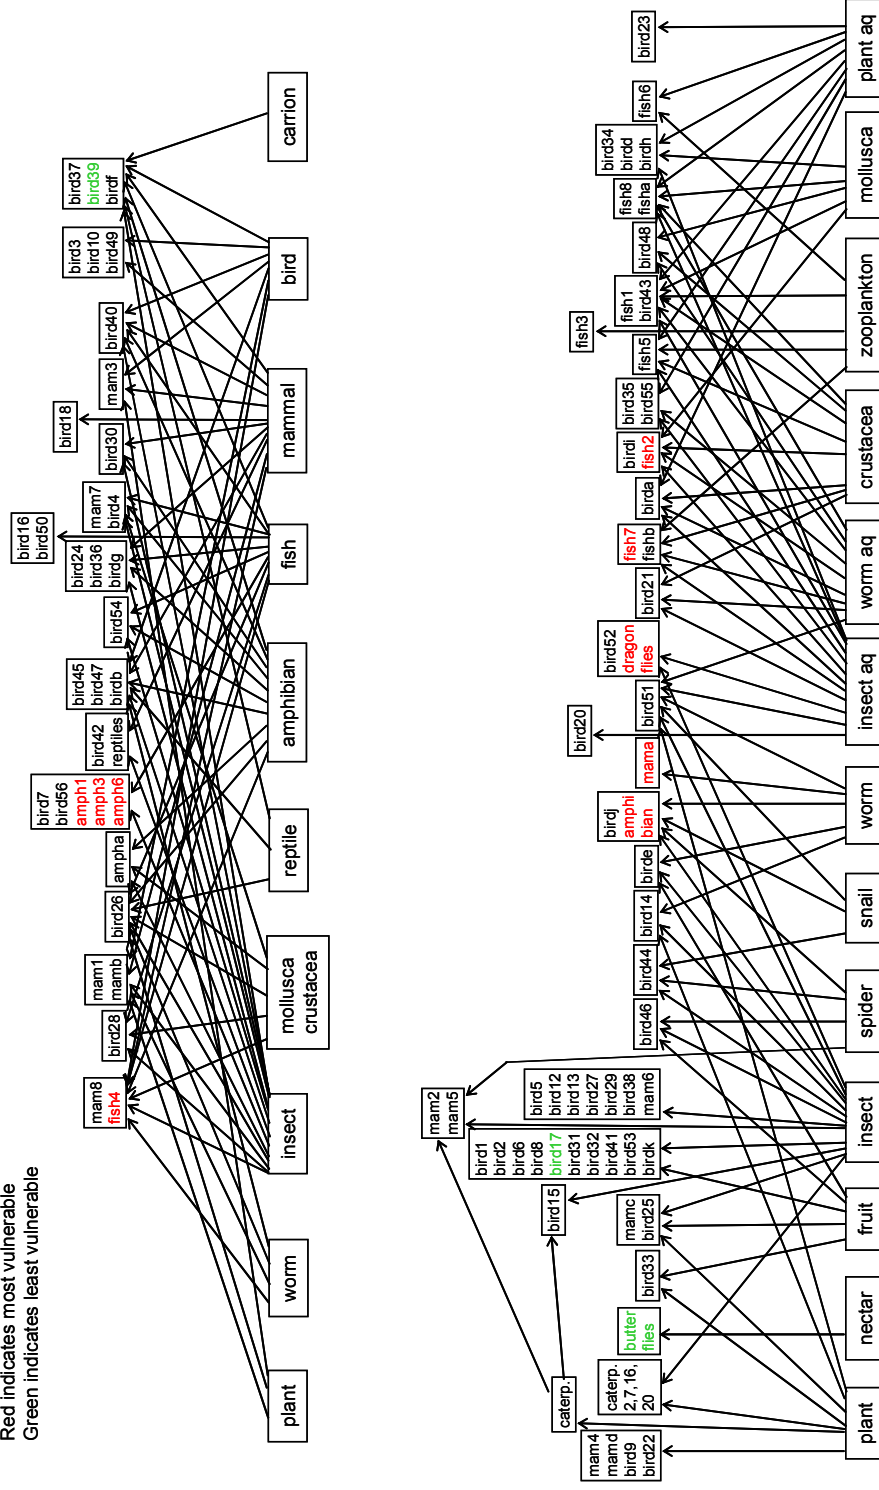 Red indicates most vulnerable
Green indicates least vulnerable
mam8
fish4
bird28
mam1
mamb
bird26
ampha
bird7
bird56
amph1
amph3
amph6
bird42
reptiles
bird45
bird47
birdb
bird54
bird24
bird36
birdg
bird16
bird50
mam7
bird4
bird30
bird18
mam3
bird40
bird3
bird10
bird49
bird37
bird39
birdf
plant
worm
insect
mollusca
crustacea
reptile
amphibian
fish
mammal
bird
carrion
mam4
mamd
bird9
bird22
caterp.
caterp.
2,7,16,
20
butter
flies
bird33
mamc
bird25
bird15
bird1
bird2
bird6
bird8
bird17
bird31
bird32
bird41
bird53
birdk
mam2
mam5
bird5
bird12
bird13
bird27
bird29
bird38
mam6
bird46
bird44
bird14
birde
birdj
amphi
bian
mama
bird20
bird51
bird52
dragon
flies
bird21
fish7
fishb
birda
birdi
fish2
bird35
bird55
fish5
fish3
fish1
bird43
bird48
fish8
fisha
bird34
birdd
birdh
fish6
bird23
plant
nectar
fruit
insect
spider
snail
worm
insect aq
worm aq
crustacea
zooplankton
mollusca
plant aq